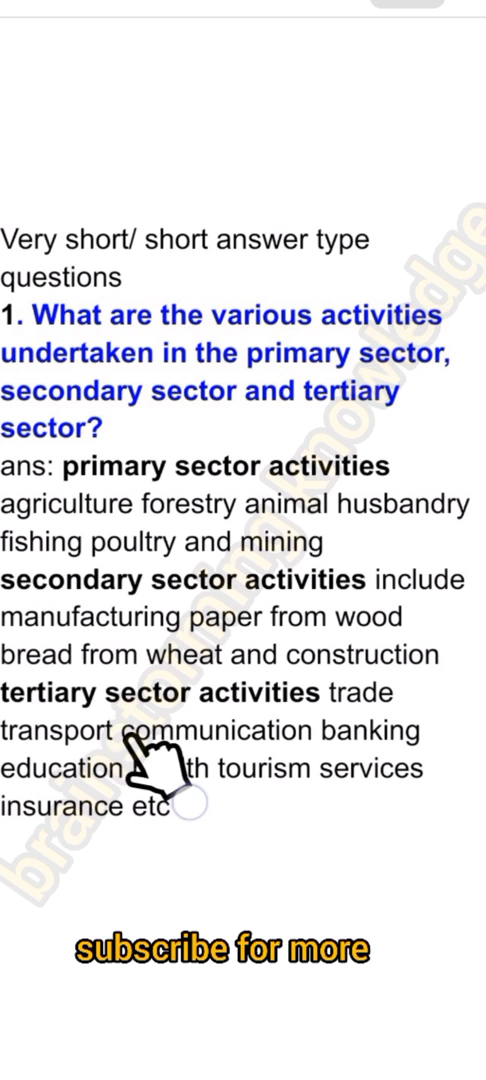 Very short/ short answer type
questions
1. What are the various activities
undertaken in the primary sector,
secondary sector and tertiary
sector?
ans: primary sector activities
agriculture forestry animal husbandry
fishing poultry and mining
secondary sector activities include
manufacturing paper from wood
bread from wheat and construction
tertiary sector activities trade
transport communication banking
education tourism services
insurance etc
brainstorming knowledge
subscribe for more